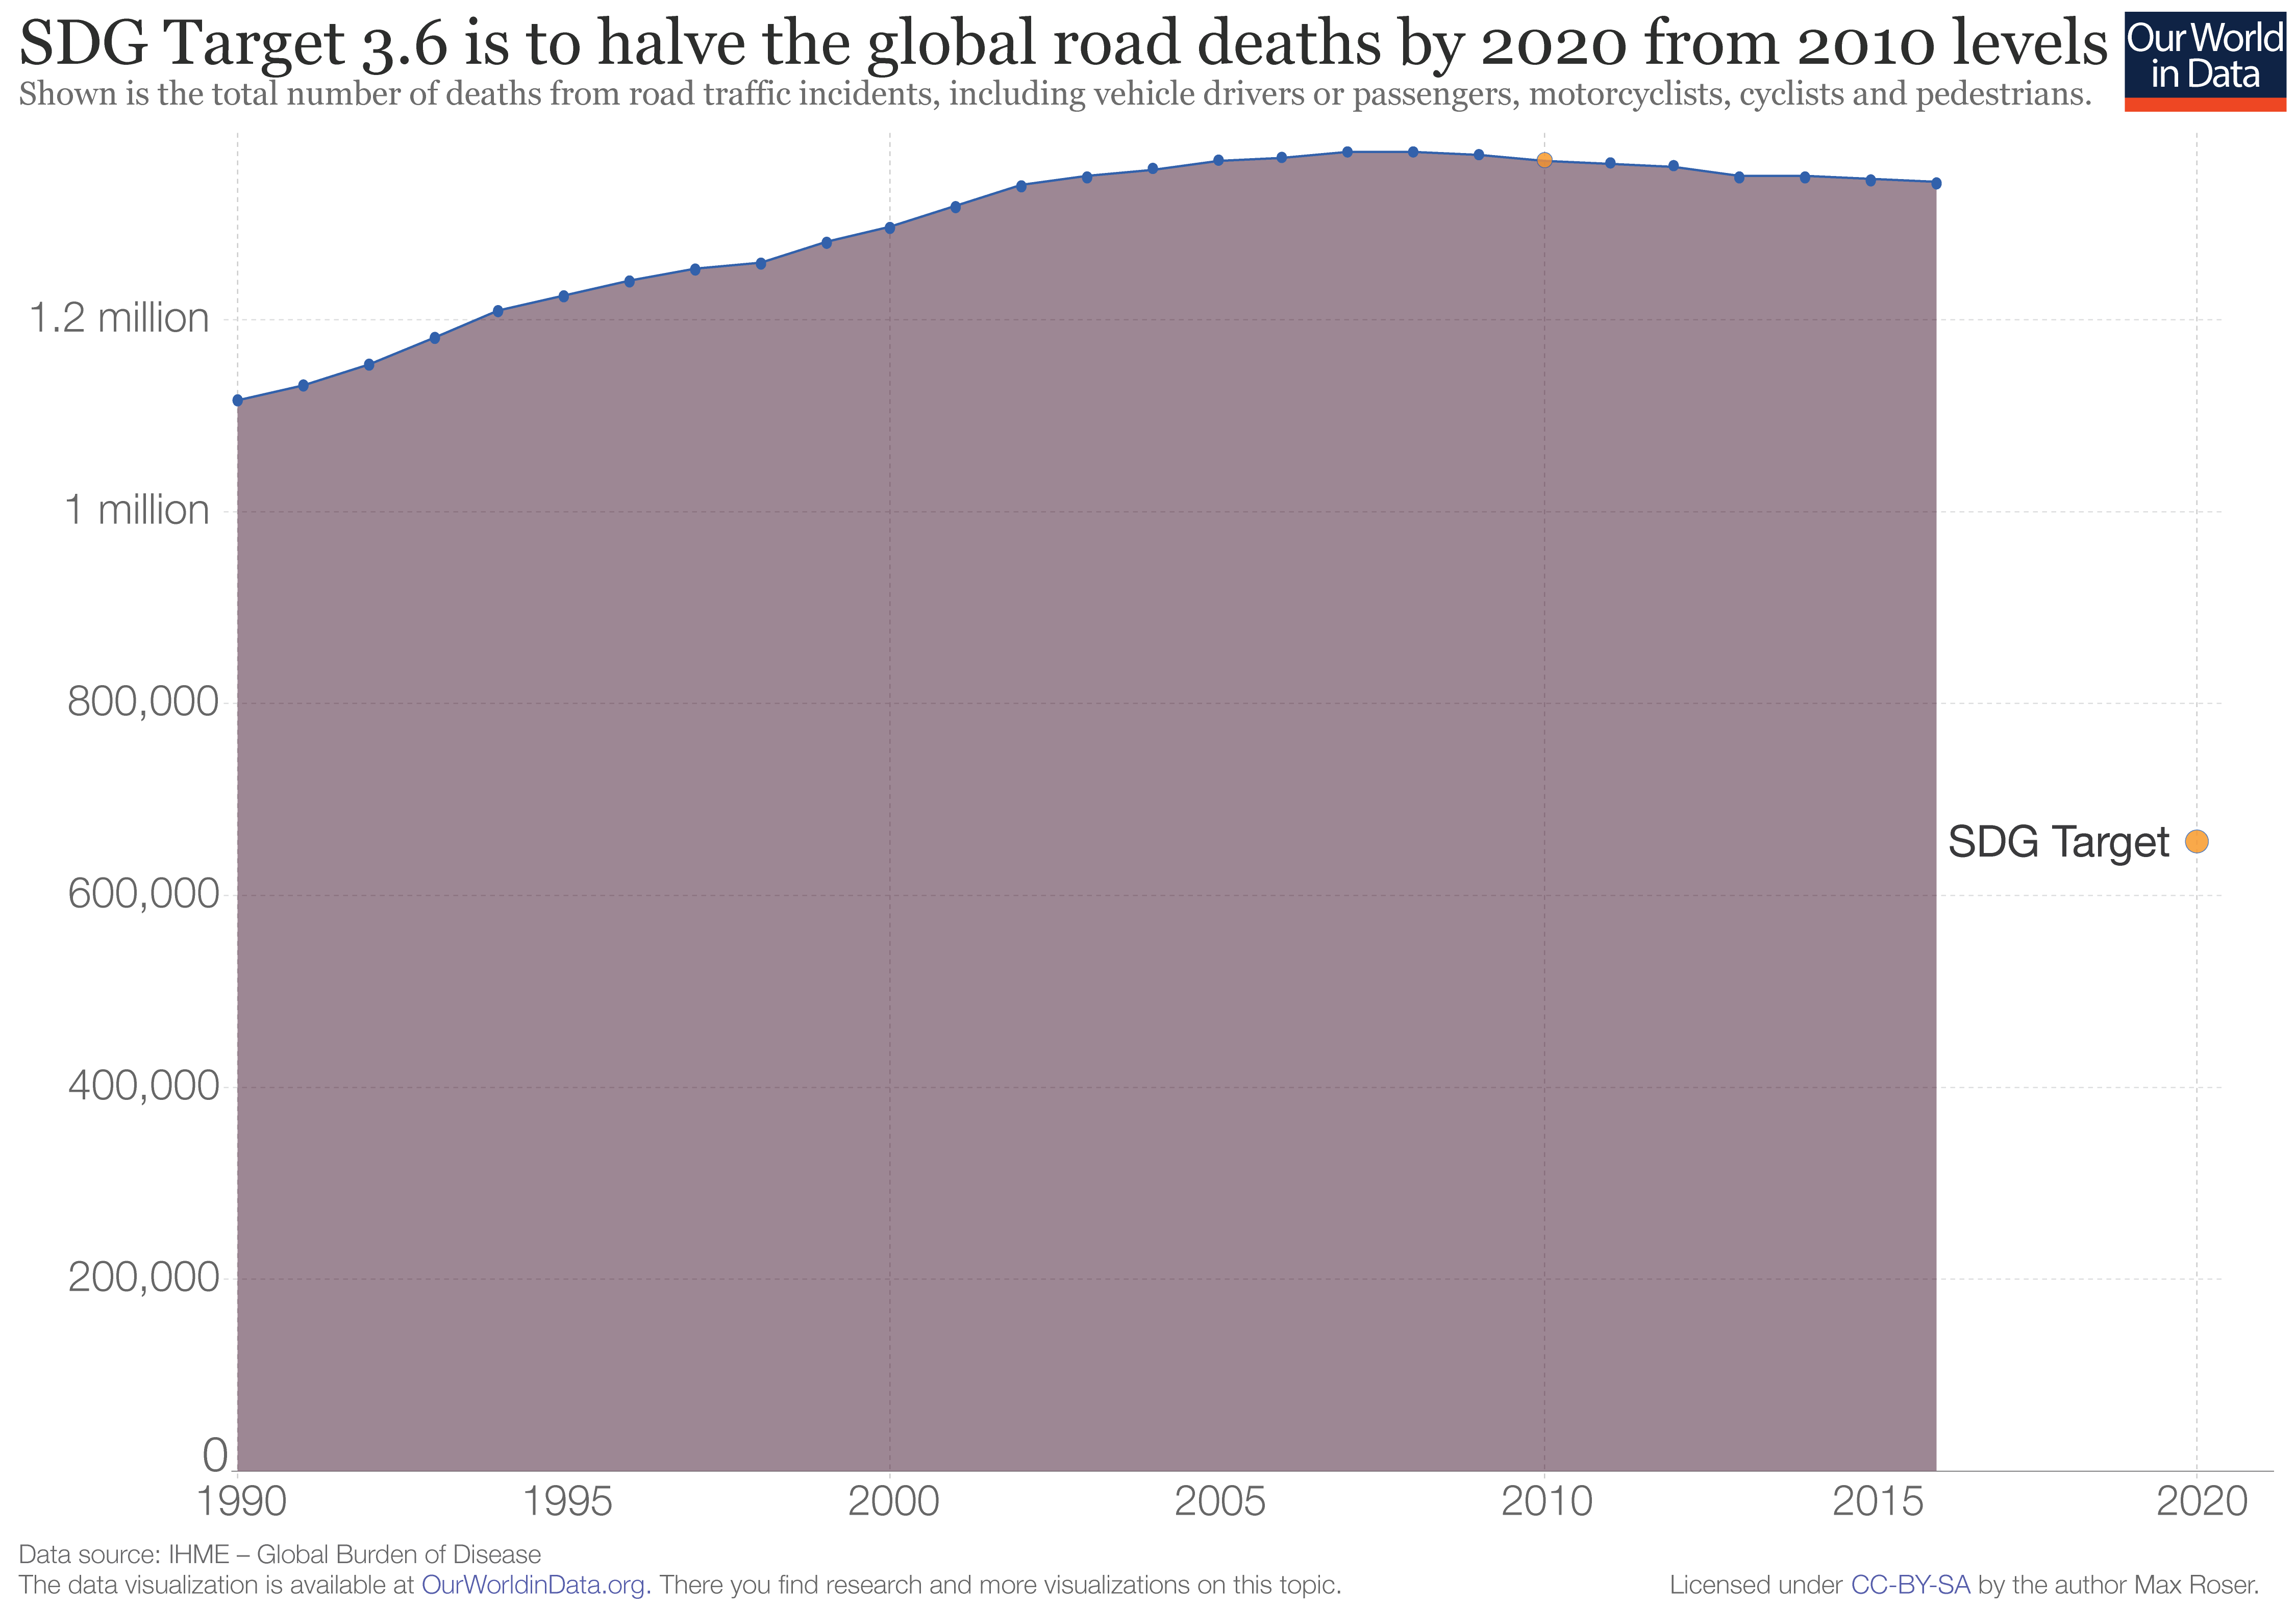 SDG Target 3.6 is to halve the global road deaths by 2020 from 2010 levels
Our World
in Data
Shown is the total number of deaths from road traffic incidents, including vehicle drivers or passengers, motorcyclists, cyclists and pedestrians.
1.2 million
1 million
800,000
SDG Target
600,000
400,000
200,000
0
1990 1995 2000 2005 2010 2015 2020
Data source: IHME – Global Burden of Disease
The data visualization is available at OurWorldinData.org. There you find research and more visualizations on this topic.
Licensed under CC-BY-SA by the author Max Roser.